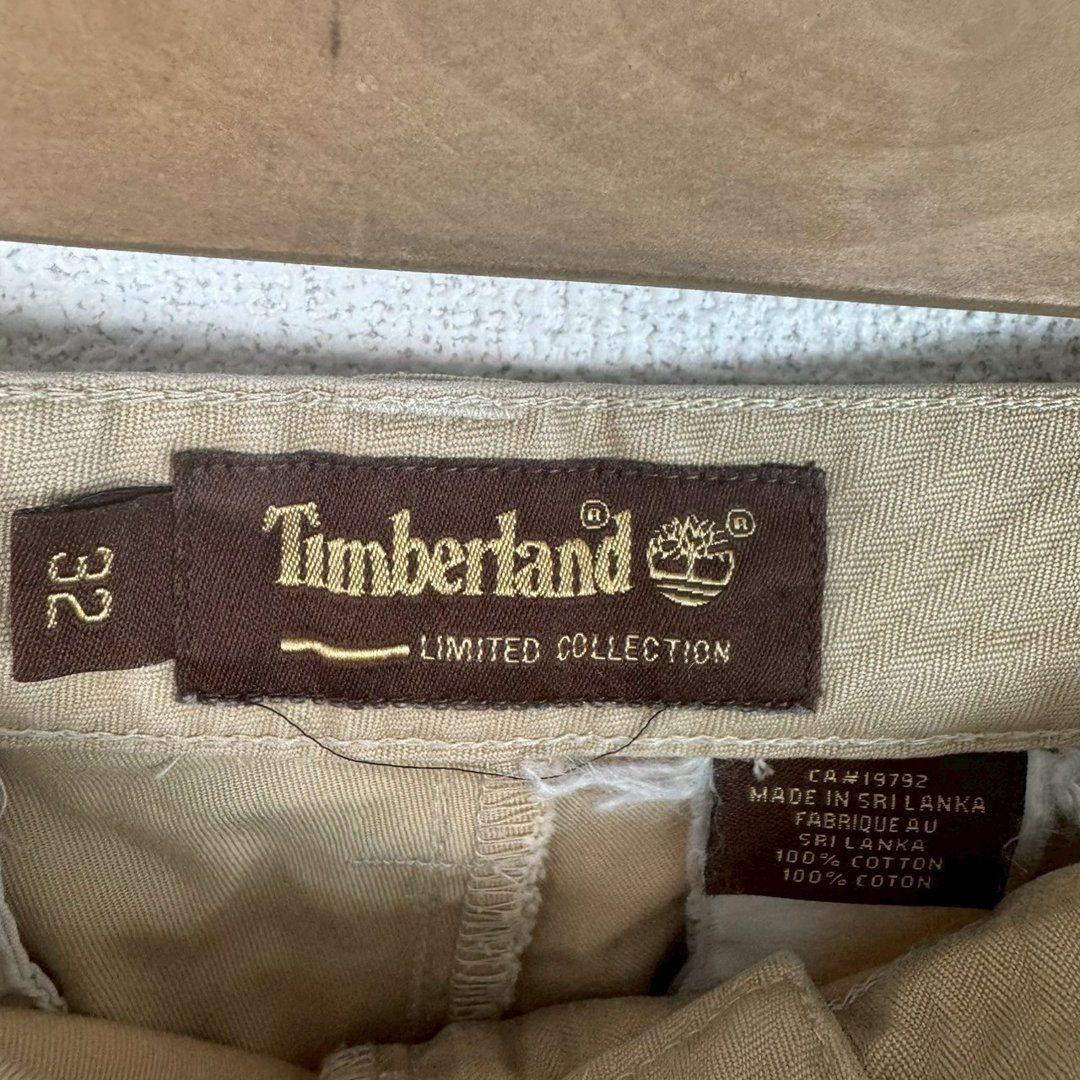 32
Timberland®
®
LIMITED COLLECTION
CA#19792
MADE IN SRI LANKA
FABRIQUE AU
SRI LANKA
100% COTTON
100% COTON